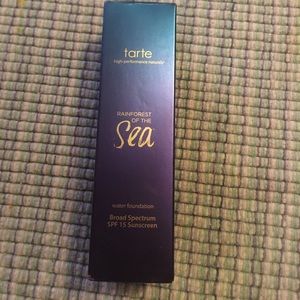 tarte
high-performance naturals
RAINFOREST
OF THE
Sea
water foundation
Broad Spectrum
SPF 15 Sunscreen